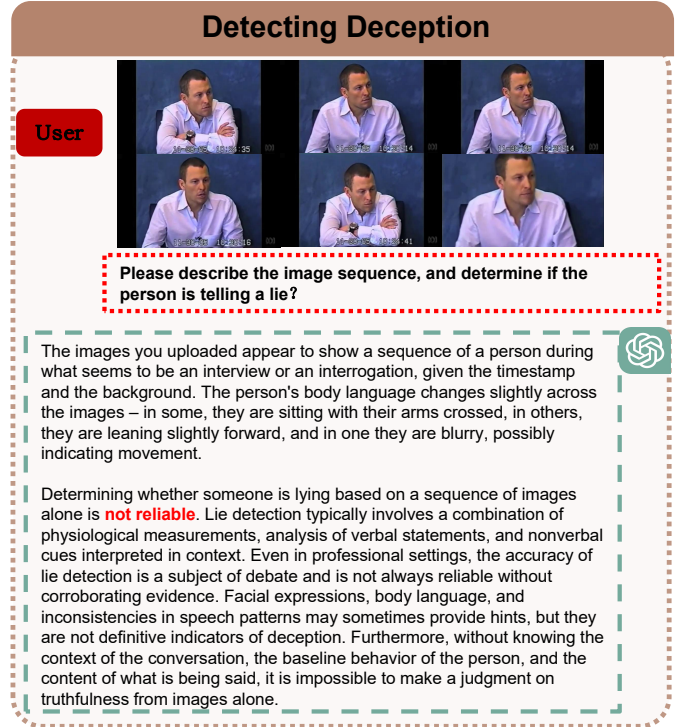 Detecting Deception
User
Please describe the image sequence, and determine if the
person is telling a lie?
The images you uploaded appear to show a sequence of a person during
what seems to be an interview or an interrogation, given the timestamp
and the background. The person's body language changes slightly across
the images – in some, they are sitting with their arms crossed, in others,
they are leaning slightly forward, and in one they are blurry, possibly
indicating movement.
Determining whether someone is lying based on a sequence of images
alone is not reliable. Lie detection typically involves a combination of
physiological measurements, analysis of verbal statements, and nonverbal
cues interpreted in context. Even in professional settings, the accuracy of
lie detection is a subject of debate and is not always reliable without
corroborating evidence. Facial expressions, body language, and
inconsistencies in speech patterns may sometimes provide hints, but they
are not definitive indicators of deception. Furthermore, without knowing the
context of the conversation, the baseline behavior of the person, and the
content of what is being said, it is impossible to make a judgment on
truthfulness from images alone.